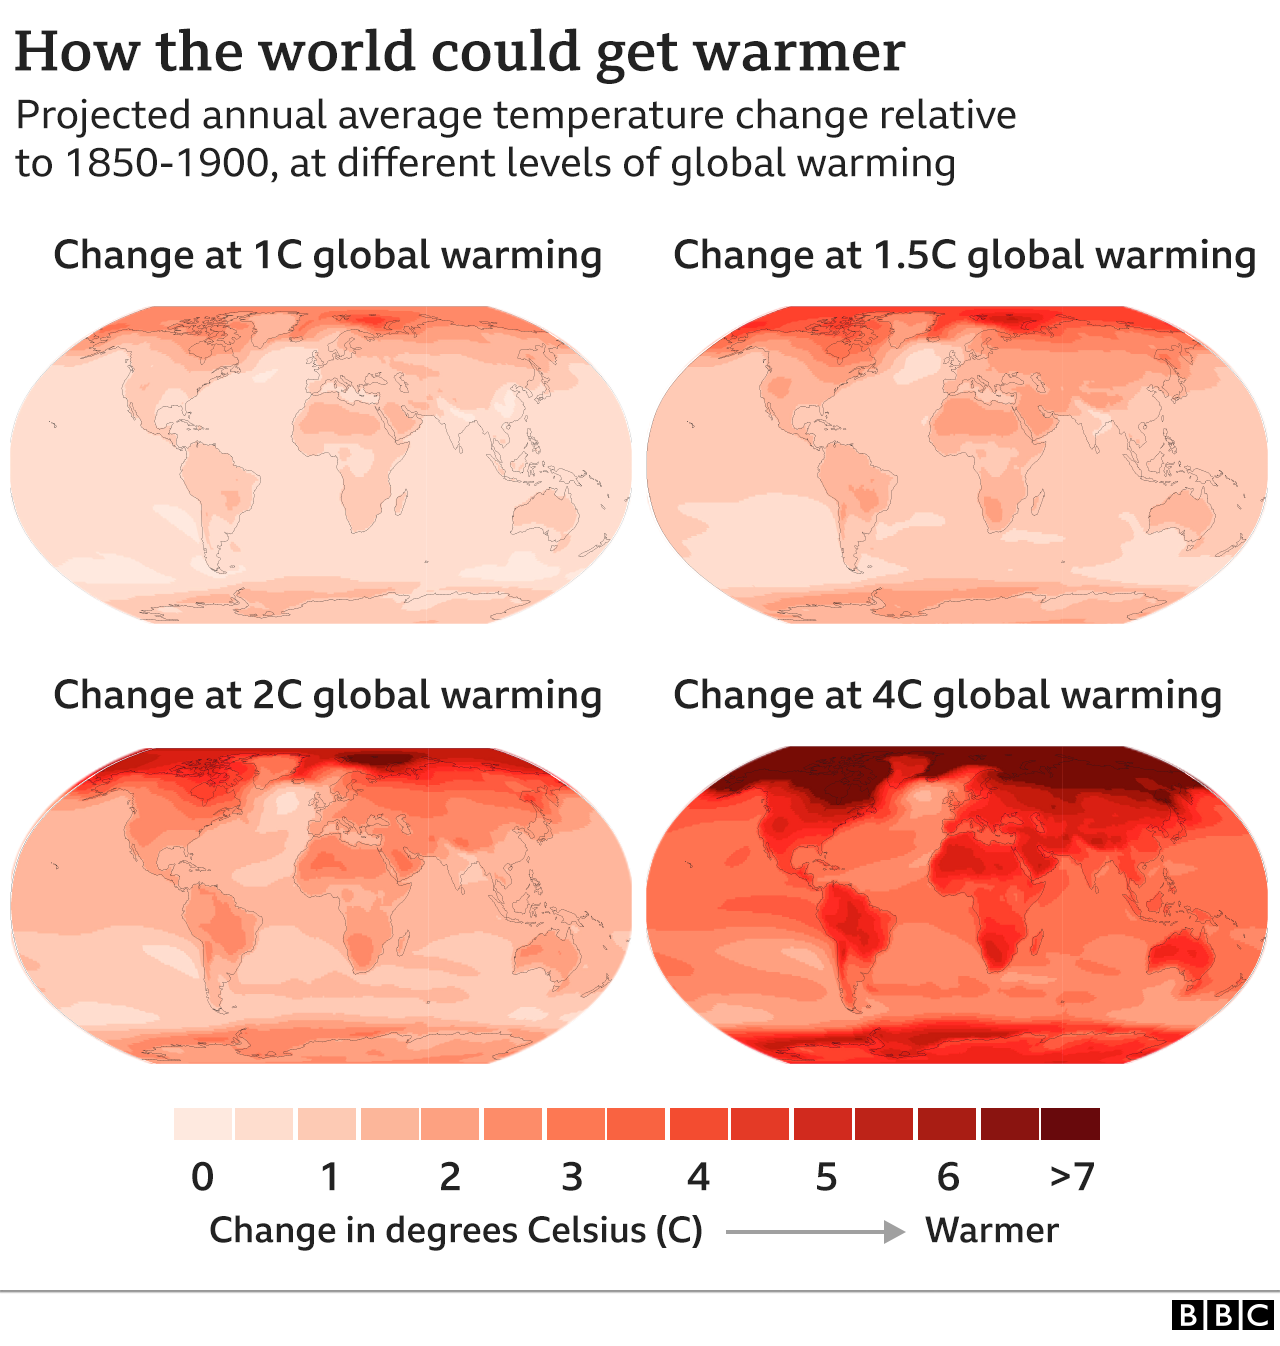 How the world could get warmer
Projected annual average temperature change relative
to 1850-1900, at different levels of global warming
Change at 1C global warming
Change at 1.5C global warming
Change at 2C global warming
Change at 4C global warming
0 1 2 3 4 5 6 >7
Change in degrees Celsius (C) Warmer
BBC